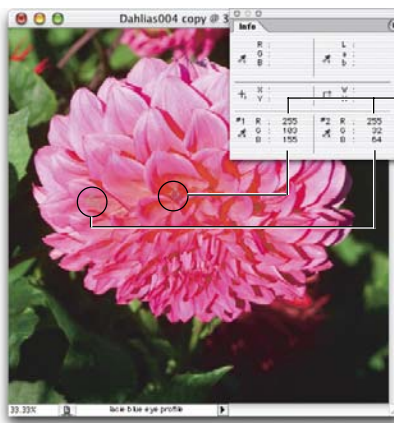 Dahlias004 copy @ 3
Info
R : L :
G : a :
B : b :
X : W :
Y : H :
#1 R : 255 #2 R : 255
G : 103 G : 32
B : 155 B : 64
33.33% lacie blue eye profile